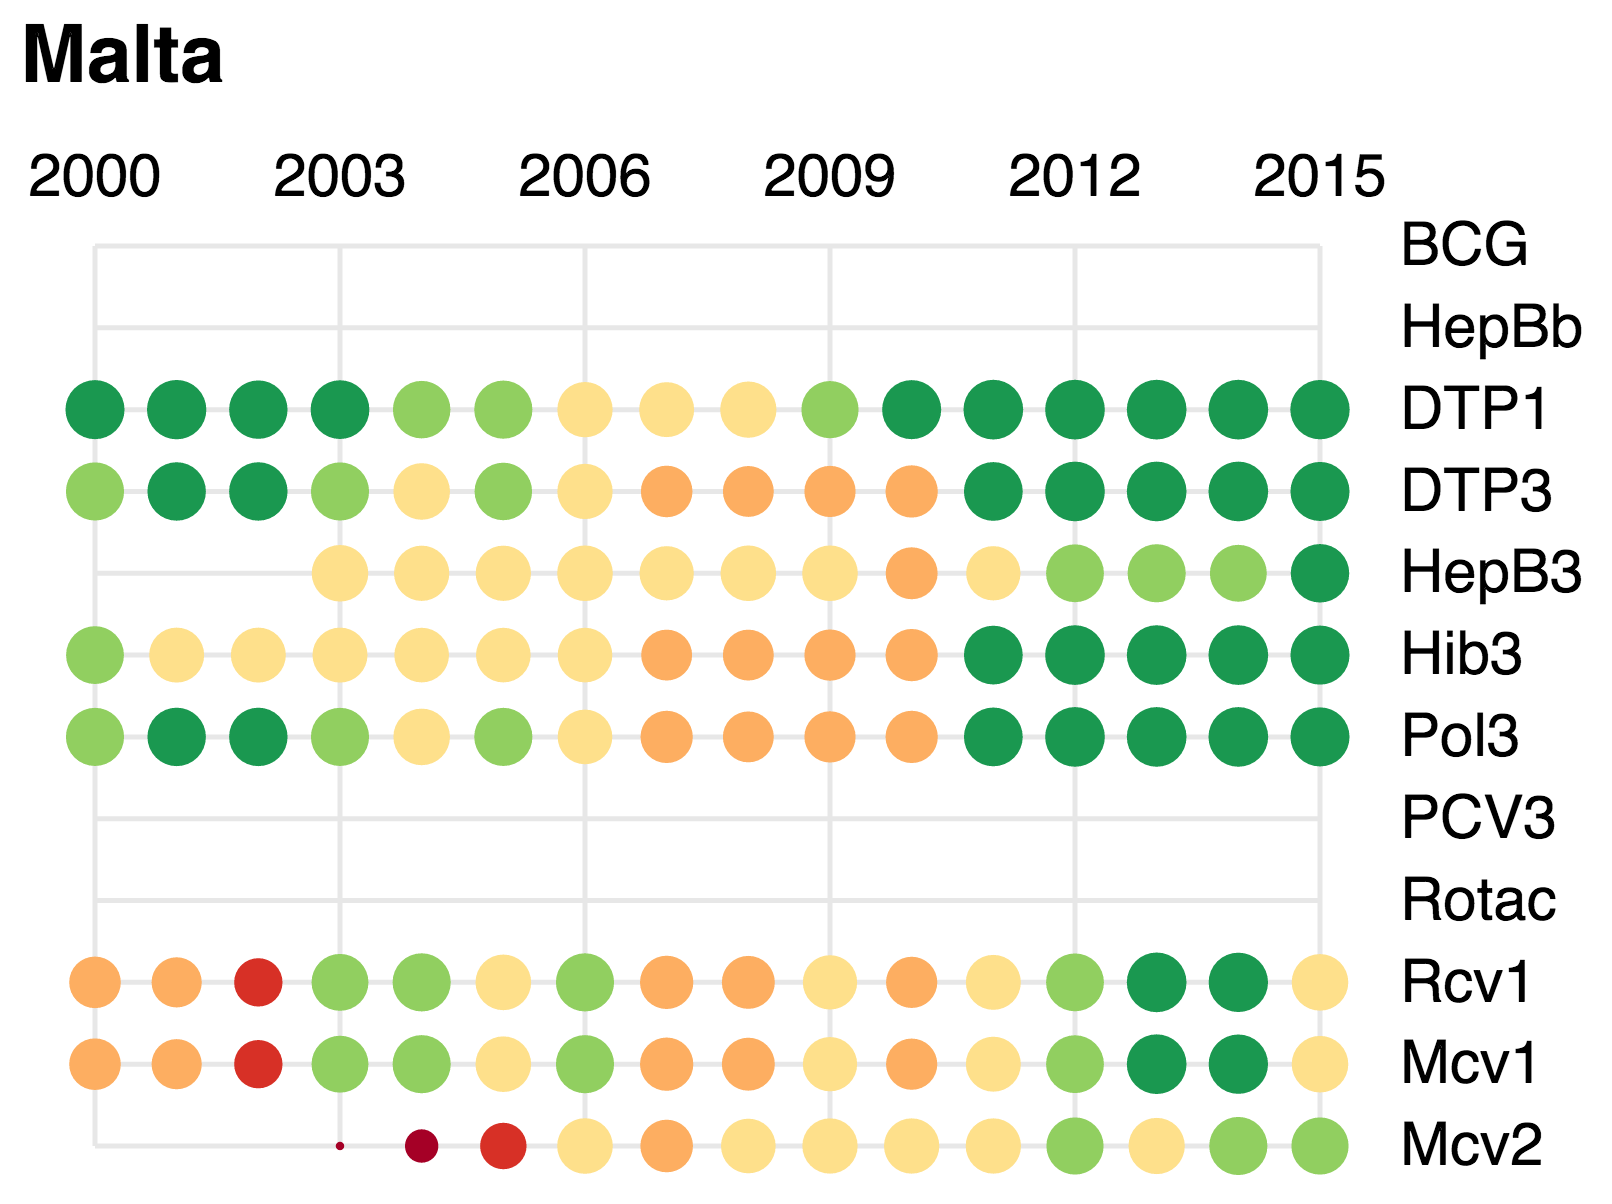 Malta
2000 2003 2006 2009 2012 2015
BCG
HepBb
DTP1
DTP3
HepB3
Hib3
Pol3
PCV3
Rotac
Rcv1
Mcv1
Mcv2